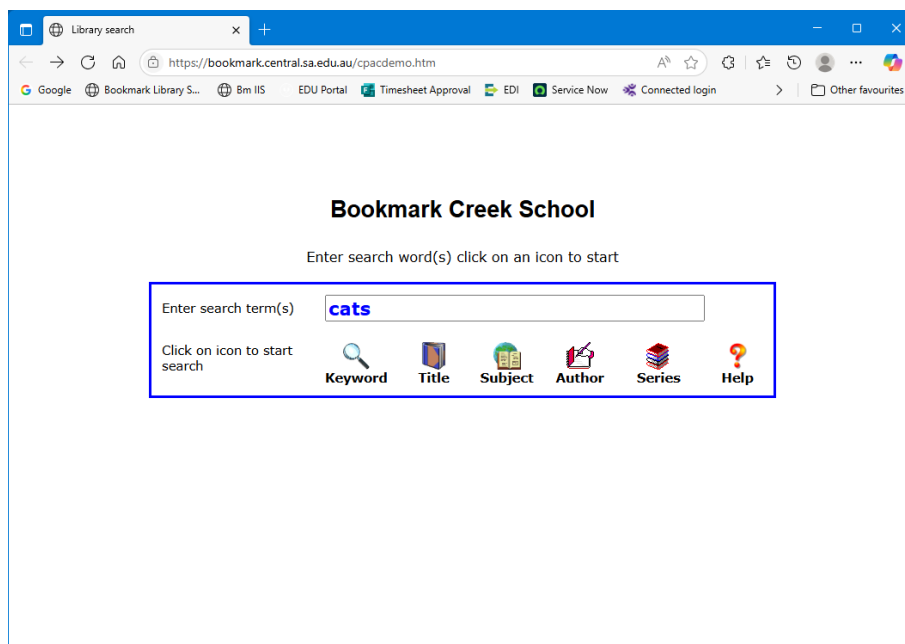 Library search
https://bookmark.central.sa.edu.au/cpacdemo.htm
Google Bookmark Library S... Bm IIS EDU Portal Timesheet Approval EDI Service Now Connected login Other favourites
Bookmark Creek School
Enter search word(s) click on an icon to start
Enter search term(s) cats
Click on icon to start
search
Keyword Title Subject Author Series Help